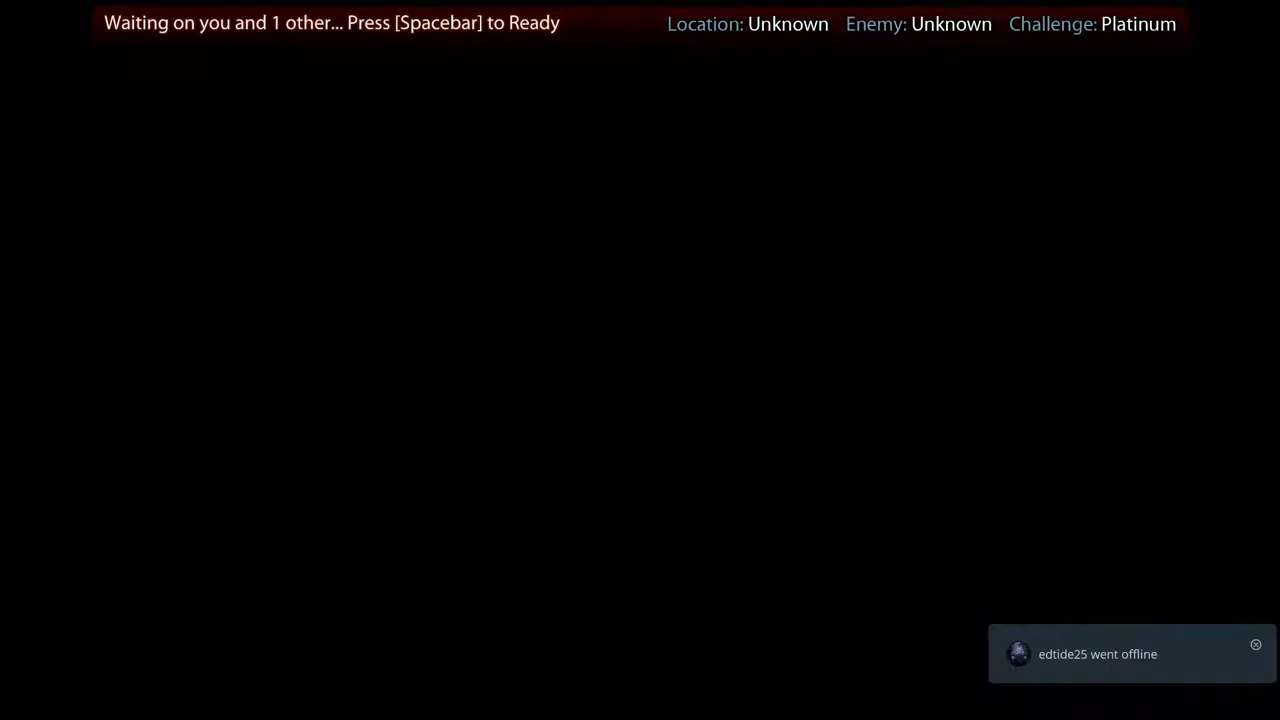 Waiting on you and 1 other... Press [Spacebar] to Ready
Location: Unknown Enemy: Unknown Challenge: Platinum
edtide25 went offline